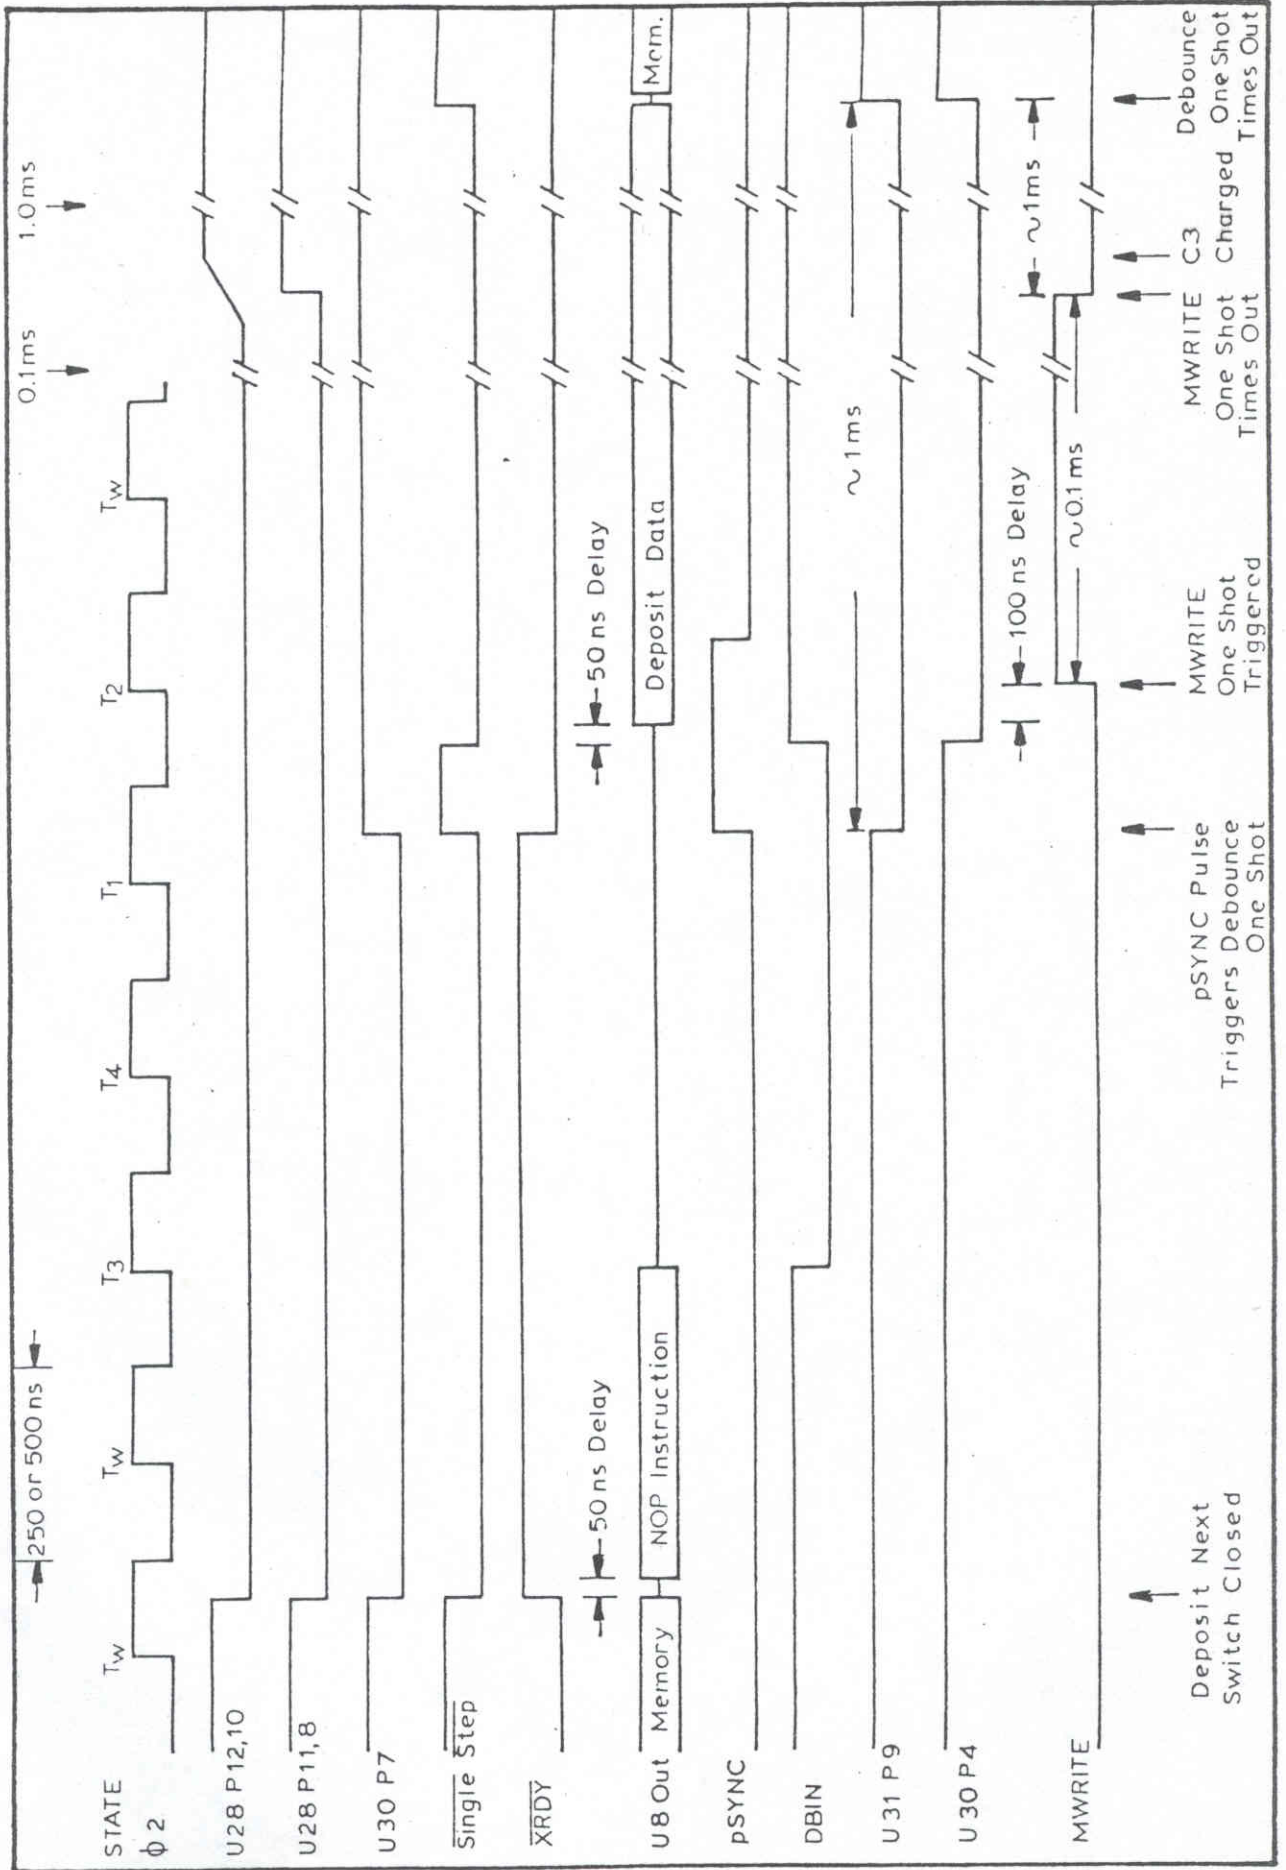 250 or 500 ns
0.1ms
1.0ms
STATE
Tw
Tw
T3
T4
T1
T2
Tw
ϕ 2
U28 P12,10
U28 P11,8
U30 P7
Single Step
XRDY
50 ns Delay
50 ns Delay
U8 Out
Memory
NOP Instruction
Deposit Data
Mem.
pSYNC
DBIN
~1ms
U31 P9
U30 P4
100 ns Delay
~1ms
MWRITE
~0.1ms
Deposit Next
Switch Closed
pSYNC Pulse
Triggers Debounce
One Shot
MWRITE
One Shot
Triggered
MWRITE
One Shot
Times Out
C3
Charged
Debounce
One Shot
Times Out